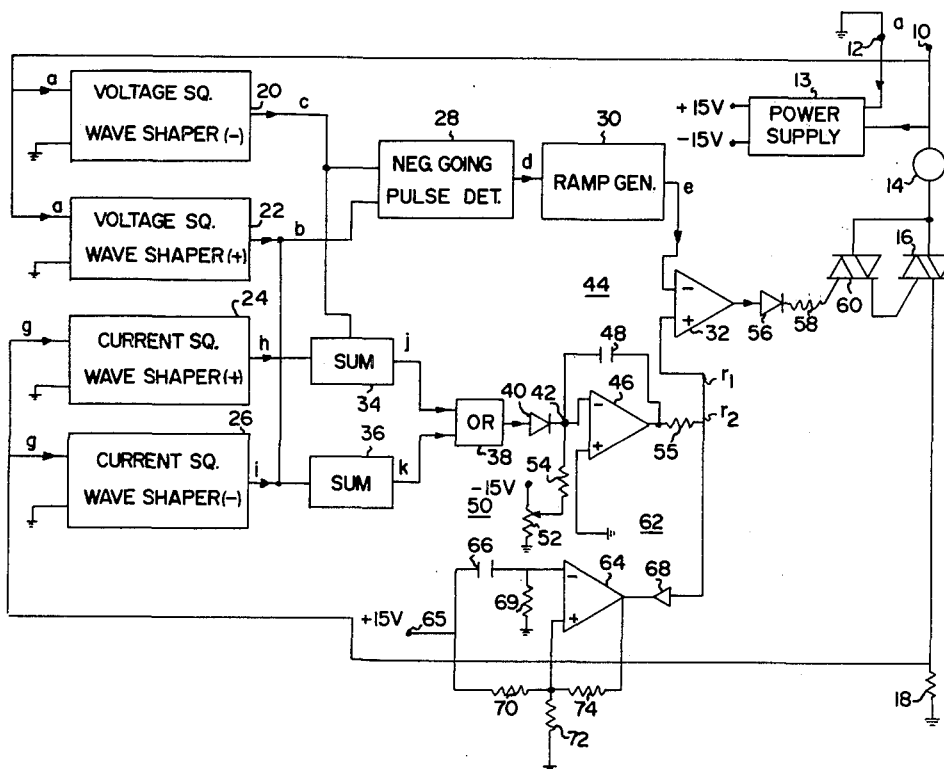 a
10
12
13
+15V
-15V
POWER
SUPPLY
14
a
VOLTAGE SQ.
WAVE SHAPER (-)
20
c
28
NEG. GOING
PULSE DET.
d
30
RAMP GEN.
e
a
VOLTAGE SQ.
WAVE SHAPER (+)
22
b
16
60
44
32
56
58
g
CURRENT SQ.
WAVE SHAPER (+)
24
h
SUM
34
j
48
46
r1
r2
40
42
OR
38
55
g
CURRENT SQ.
WAVE SHAPER (-)
26
i
36
SUM
k
54
-15V
50
52
62
66
64
68
69
+15V
65
70
74
72
18